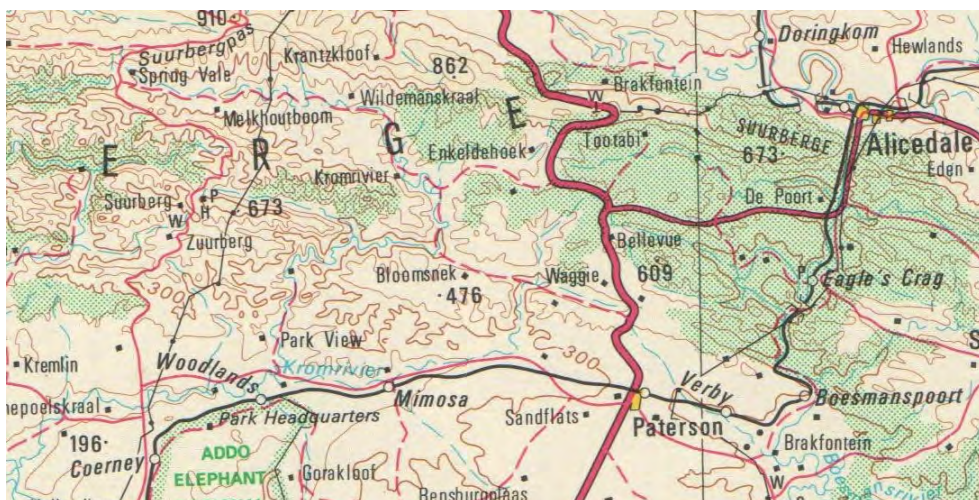 910
Suurbergpas
Krantzkloof
Doringkom
Hewlands
Sprung Vale
862
Brakfontein
Wildemanskraal
W
Melkhoutboom
E R G E
Tootabi
SUURBERGE
673
Alicedale
Enkeldehoek
Eden
Kromrivier
De Poort
Suurberg
P
H
W
673
Zuurberg
Bellevue
Bloemsnek
Waggie
609
P
Eagle's Crag
476
300
300
Park View
Kremlin
Woodlands
Kromrivier
Mimosa
Verby
Boesmanspoort
Park Headquarters
Sandflats
Paterson
Brakfontein
196
Coerney
ADDO
ELEPHANT
Gorakloof
W